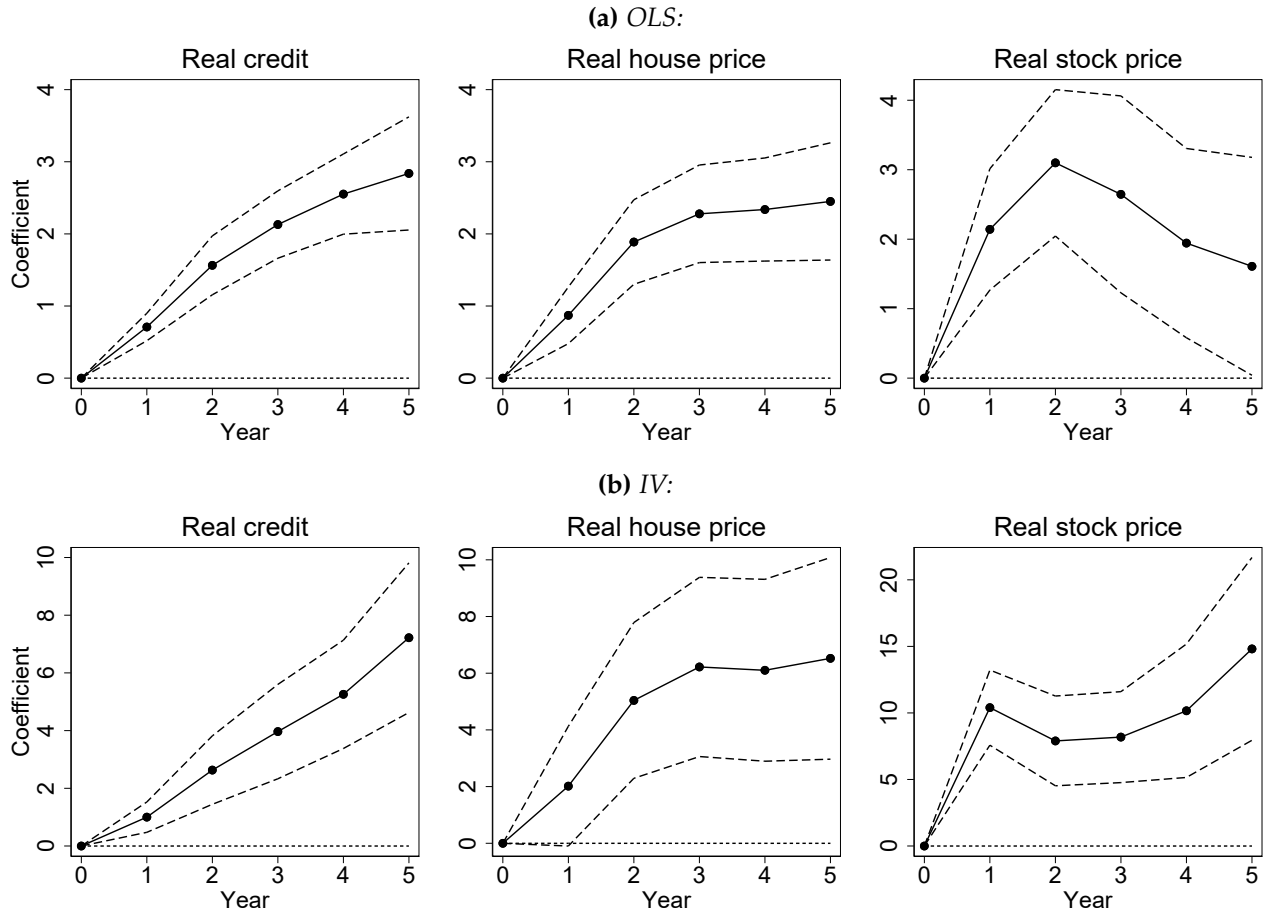 (a) OLS:
Real credit
Real house price
Real stock price
Coefficient
0 1 2 3 4
0 1 2 3 4 5
Year
0 1 2 3 4
0 1 2 3 4 5
Year
0 1 2 3 4
0 1 2 3 4 5
Year
(b) IV:
Real credit
Real house price
Real stock price
Coefficient
0 2 4 6 8 10
0 1 2 3 4 5
Year
0 2 4 6 8 10
0 1 2 3 4 5
Year
0 5 10 15 20
0 1 2 3 4 5
Year